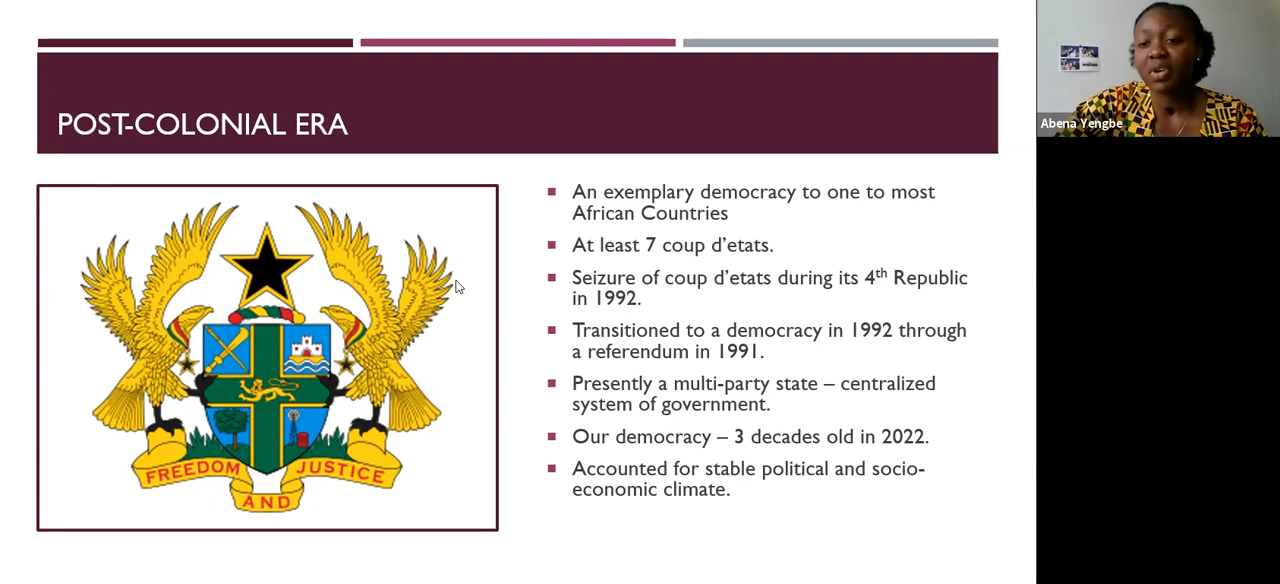 POST-COLONIAL ERA
FREEDOM
AND
JUSTICE
An exemplary democracy to one to most
African Countries
At least 7 coup d'etats.
Seizure of coup d'etats during its 4th Republic
in 1992.
Transitioned to a democracy in 1992 through
a referendum in 1991.
Presently a multi-party state – centralized
system of government.
Our democracy – 3 decades old in 2022.
Accounted for stable political and socio-
economic climate.
Abena Yengbe